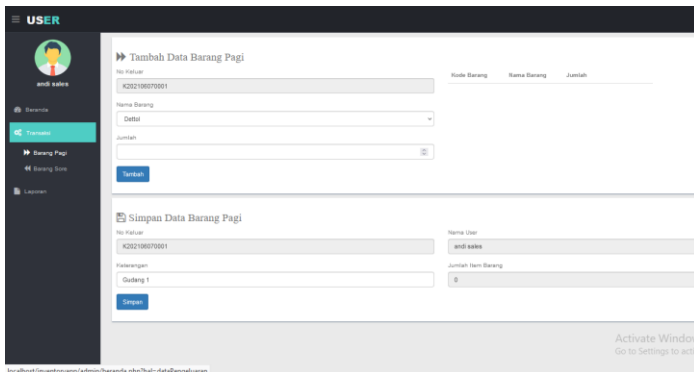 USER
andi sales
Beranda
Transaksi
Barang Pagi
Barang Sore
Laporan
Tambah Data Barang Pagi
No Keluar
K202106070001
Nama Barang
Dettol
Jumlah
Tambah
Kode Barang Nama Barang Jumlah
Simpan Data Barang Pagi
No Keluar
K202106070001
Nama User
andi sales
Keterangan
Gudang 1
Jumlah Item Barang
0
Simpan
Activate Window
Go to Settings to acti
localhost/inventoryapp/admin/beranda.php?hal=dataPengeluaran